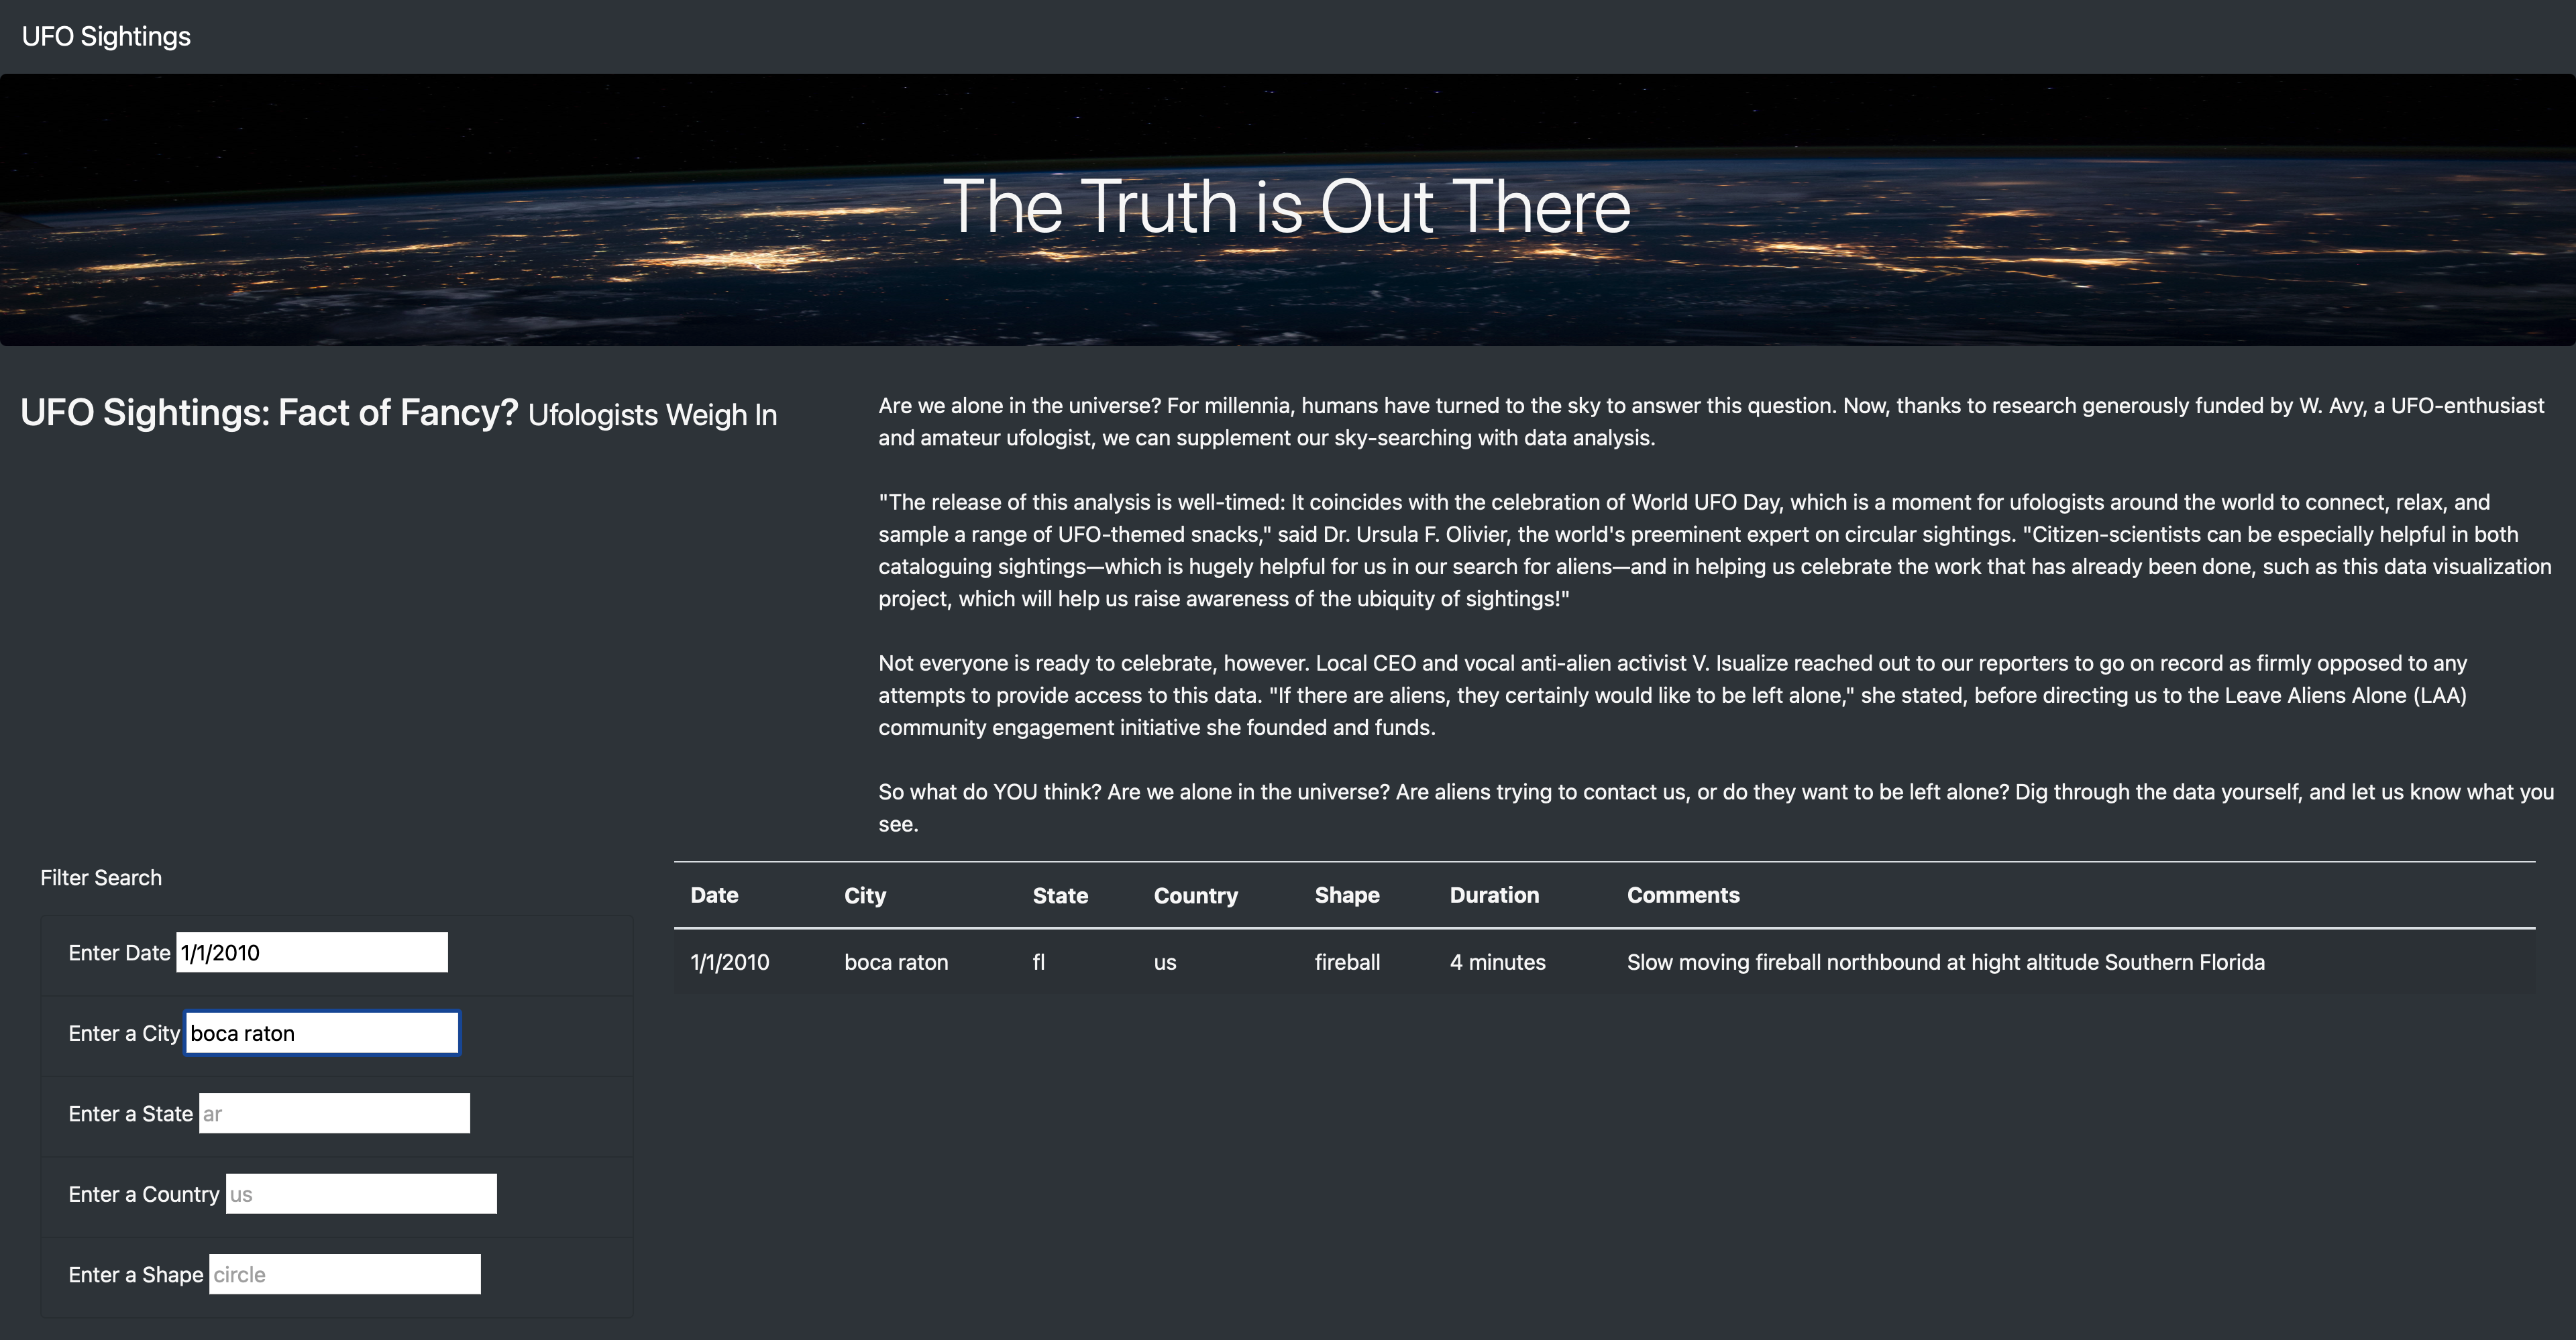 UFO Sightings
The Truth is Out There
UFO Sightings: Fact of Fancy? Ufologists Weigh In
Are we alone in the universe? For millennia, humans have turned to the sky to answer this question. Now, thanks to research generously funded by W. Avy, a UFO-enthusiast
and amateur ufologist, we can supplement our sky-searching with data analysis.
"The release of this analysis is well-timed: It coincides with the celebration of World UFO Day, which is a moment for ufologists around the world to connect, relax, and
sample a range of UFO-themed snacks," said Dr. Ursula F. Olivier, the world's preeminent expert on circular sightings. "Citizen-scientists can be especially helpful in both
cataloguing sightings—which is hugely helpful for us in our search for aliens—and in helping us celebrate the work that has already been done, such as this data visualization
project, which will help us raise awareness of the ubiquity of sightings!"
Not everyone is ready to celebrate, however. Local CEO and vocal anti-alien activist V. Isualize reached out to our reporters to go on record as firmly opposed to any
attempts to provide access to this data. "If there are aliens, they certainly would like to be left alone," she stated, before directing us to the Leave Aliens Alone (LAA)
community engagement initiative she founded and funds.
So what do YOU think? Are we alone in the universe? Are aliens trying to contact us, or do they want to be left alone? Dig through the data yourself, and let us know what you
see.
Filter Search
Enter Date 1/1/2010
Enter a City boca raton
Enter a State ar
Enter a Country us
Enter a Shape circle
Date City State Country Shape Duration Comments
1/1/2010 boca raton fl us fireball 4 minutes Slow moving fireball northbound at hight altitude Southern Florida